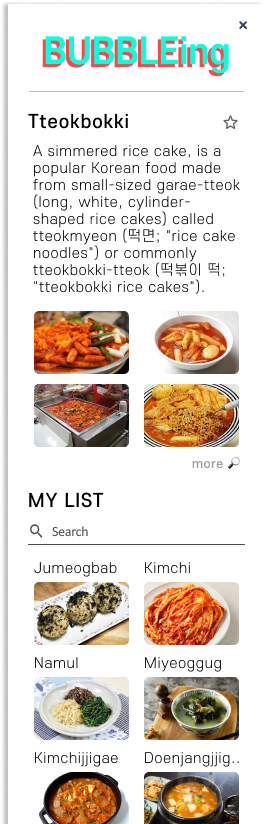 BUBBLEing
Tteokbokki
A simmered rice cake, is a
popular Korean food made
from small-sized garae-tteok
(long, white, cylinder-
shaped rice cakes) called
tteokmyeon (떡면; "rice cake
noodles") or commonly
tteokbokki-tteok (떡볶이 떡;
"tteokbokki rice cakes").
more
MY LIST
Search
Jumeogbab Kimchi
Namul Miyeoggug
Kimchijjigae Doenjangjjig..